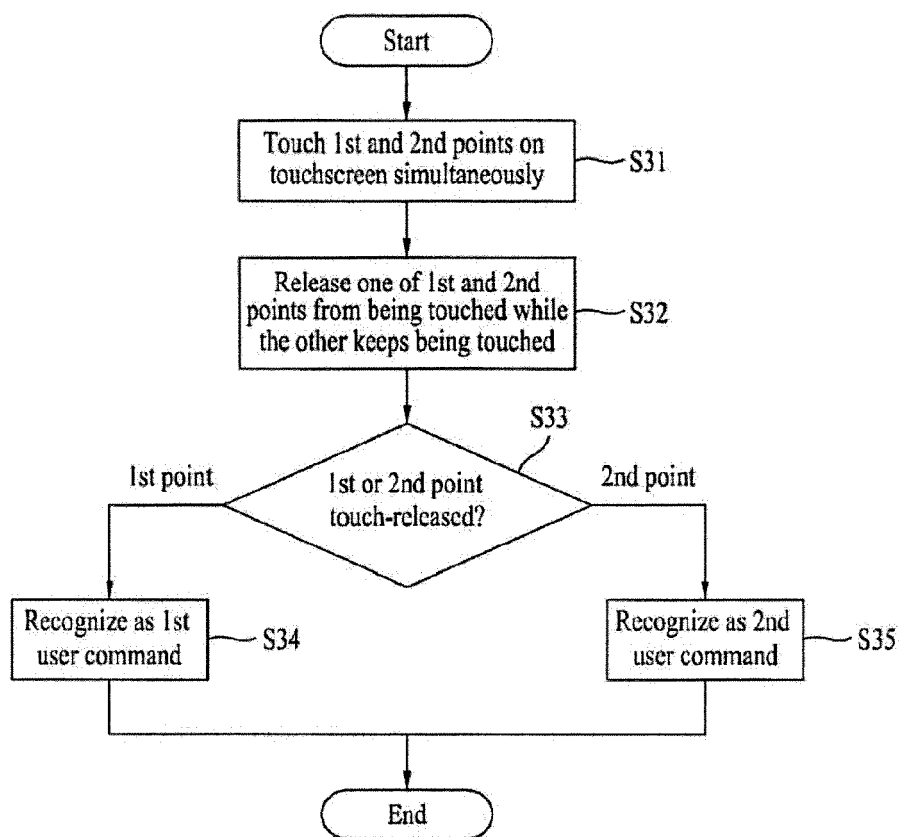 Start
Touch 1st and 2nd points on
touchscreen simultaneously
S31
Release one of 1st and 2nd
points from being touched while
the other keeps being touched
S32
S33
1st point
1st or 2nd point
touch-released?
2nd point
Recognize as 1st
user command
S34
Recognize as 2nd
user command
S35
End